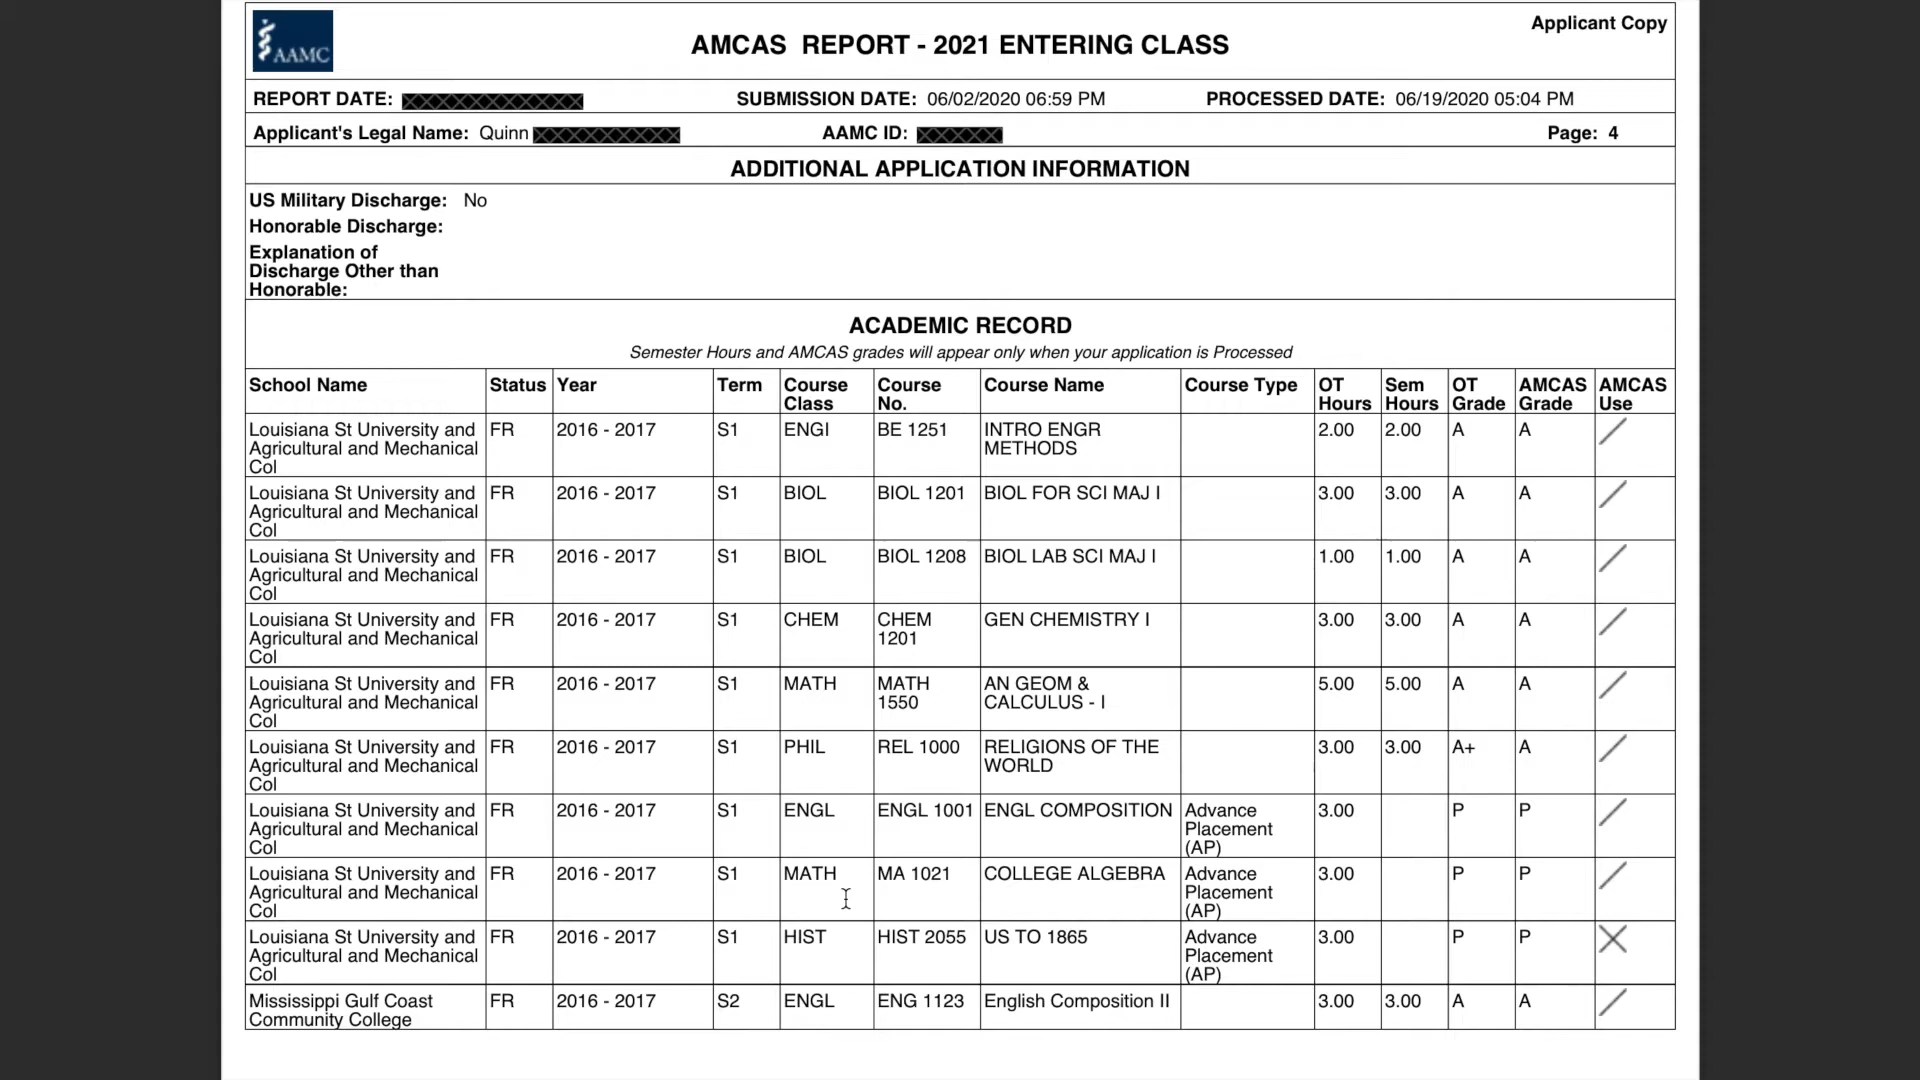 AAMC
AMCAS REPORT - 2021 ENTERING CLASS
Applicant Copy
REPORT DATE:
SUBMISSION DATE: 06/02/2020 06:59 PM
PROCESSED DATE: 06/19/2020 05:04 PM
Applicant's Legal Name: Quinn
AAMC ID:
Page: 4
ADDITIONAL APPLICATION INFORMATION
US Military Discharge: No
Honorable Discharge:
Explanation of
Discharge Other than
Honorable:
ACADEMIC RECORD
Semester Hours and AMCAS grades will appear only when your application is Processed
School Name Status Year Term Course Class Course No. Course Name Course Type OT Hours Sem Hours OT Grade AMCAS Grade AMCAS Use
Louisiana St University and FR 2016 - 2017 S1 ENGI BE 1251 INTRO ENGR 2.00 2.00 A A
Agricultural and Mechanical METHODS
Col
Louisiana St University and FR 2016 - 2017 S1 BIOL BIOL 1201 BIOL FOR SCI MAJ I 3.00 3.00 A A
Agricultural and Mechanical
Col
Louisiana St University and FR 2016 - 2017 S1 BIOL BIOL 1208 BIOL LAB SCI MAJ I 1.00 1.00 A A
Agricultural and Mechanical
Col
Louisiana St University and FR 2016 - 2017 S1 CHEM CHEM GEN CHEMISTRY I 3.00 3.00 A A
Agricultural and Mechanical 1201
Col
Louisiana St University and FR 2016 - 2017 S1 MATH MATH AN GEOM & 5.00 5.00 A A
Agricultural and Mechanical 1550 CALCULUS - I
Col
Louisiana St University and FR 2016 - 2017 S1 PHIL REL 1000 RELIGIONS OF THE 3.00 3.00 A+ A
Agricultural and Mechanical WORLD
Col
Louisiana St University and FR 2016 - 2017 S1 ENGL ENGL 1001 ENGL COMPOSITION Advance 3.00 P P
Agricultural and Mechanical Placement
Col (AP)
Louisiana St University and FR 2016 - 2017 S1 MATH MA 1021 COLLEGE ALGEBRA Advance 3.00 P P
Agricultural and Mechanical Placement
Col (AP)
Louisiana St University and FR 2016 - 2017 S1 HIST HIST 2055 US TO 1865 Advance 3.00 P P
Agricultural and Mechanical Placement
Col (AP)
Mississippi Gulf Coast FR 2016 - 2017 S2 ENGL ENG 1123 English Composition II 3.00 3.00 A A
Community College